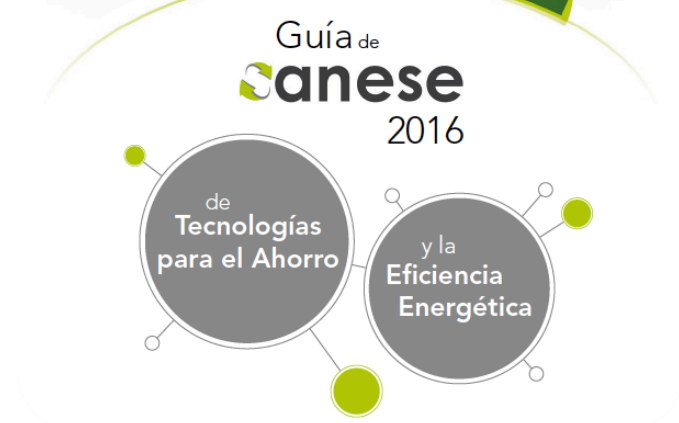 Guía de
sanese
2016
de
Tecnologías
para el Ahorro
y la
Eficiencia
Energética